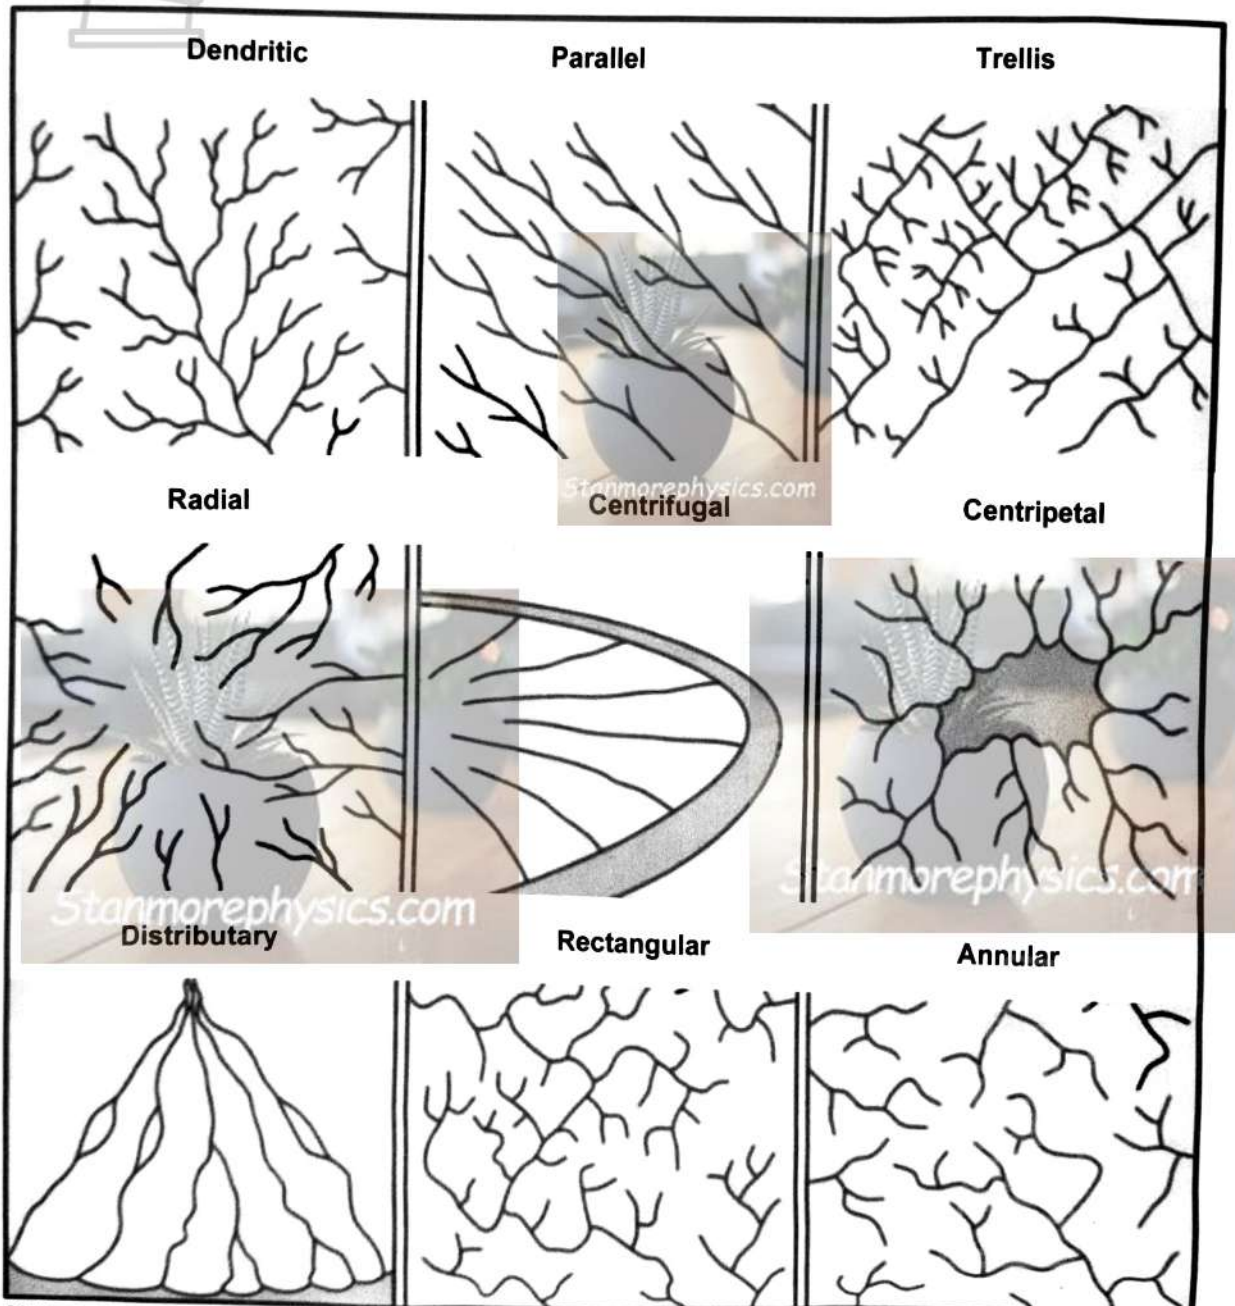 Dendritic
Parallel
Trellis
Stanmorephysics.com
Radial
Centrifugal
Centripetal
Stanmorephysics.com
Stanmorephysics.com
Distributary
Rectangular
Annular